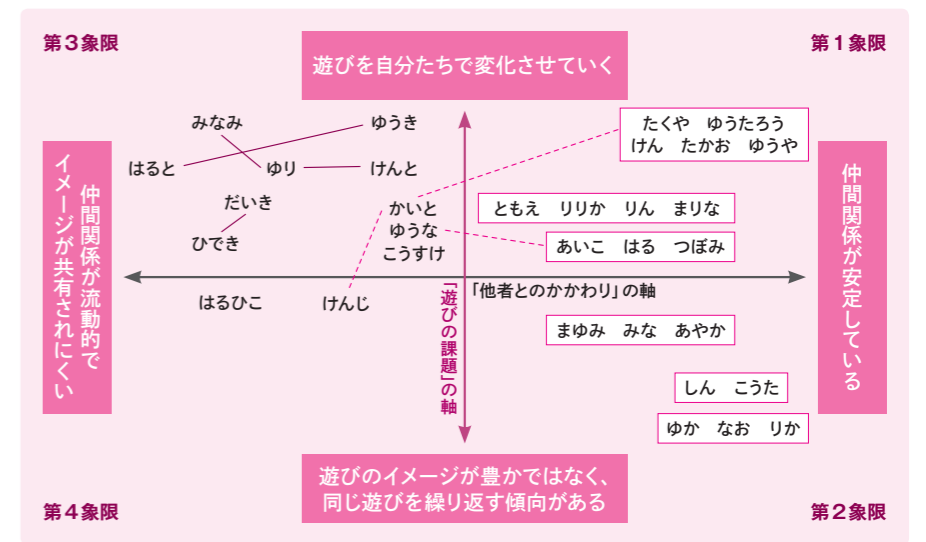 第3象限
第1象限
遊びを自分たちで変化させていく
みなみ
ゆうき
たくや ゆうたろう
けん たかお ゆうや
はると
ゆり
けんと
仲間関係が流動的で
イメージが共有されにくい
仲間関係が安定している
だいき
かいと
ゆうな
こうすけ
ともえ りりか りん まりな
ひでき
あいこ はる つぼみ
「他者とのかかわり」の軸
「遊びの課題」の軸
はるひこ
けんじ
まゆみ みな あやか
しん こうた
ゆか なお りか
遊びのイメージが豊かではなく、
同じ遊びを繰り返す傾向がある
第4象限
第2象限